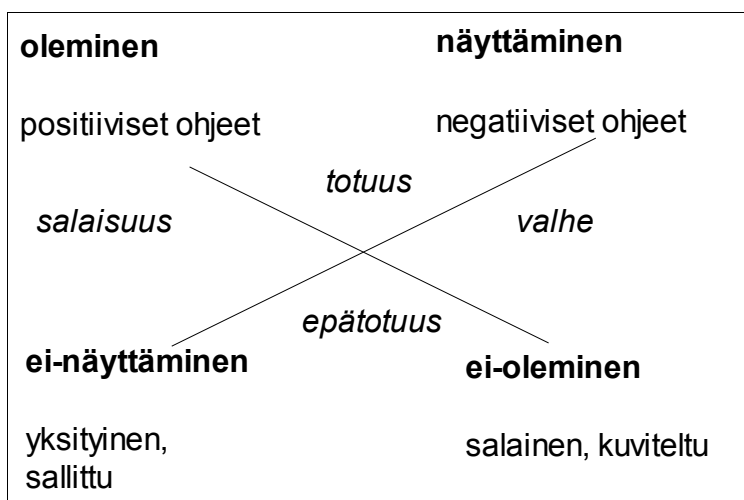 oleminen näyttäminen
positiiviset ohjeet negatiiviset ohjeet
totuus
salaisuus valhe
epätotuus
ei-näyttäminen ei-oleminen
yksityinen, salainen, kuviteltu
sallittu